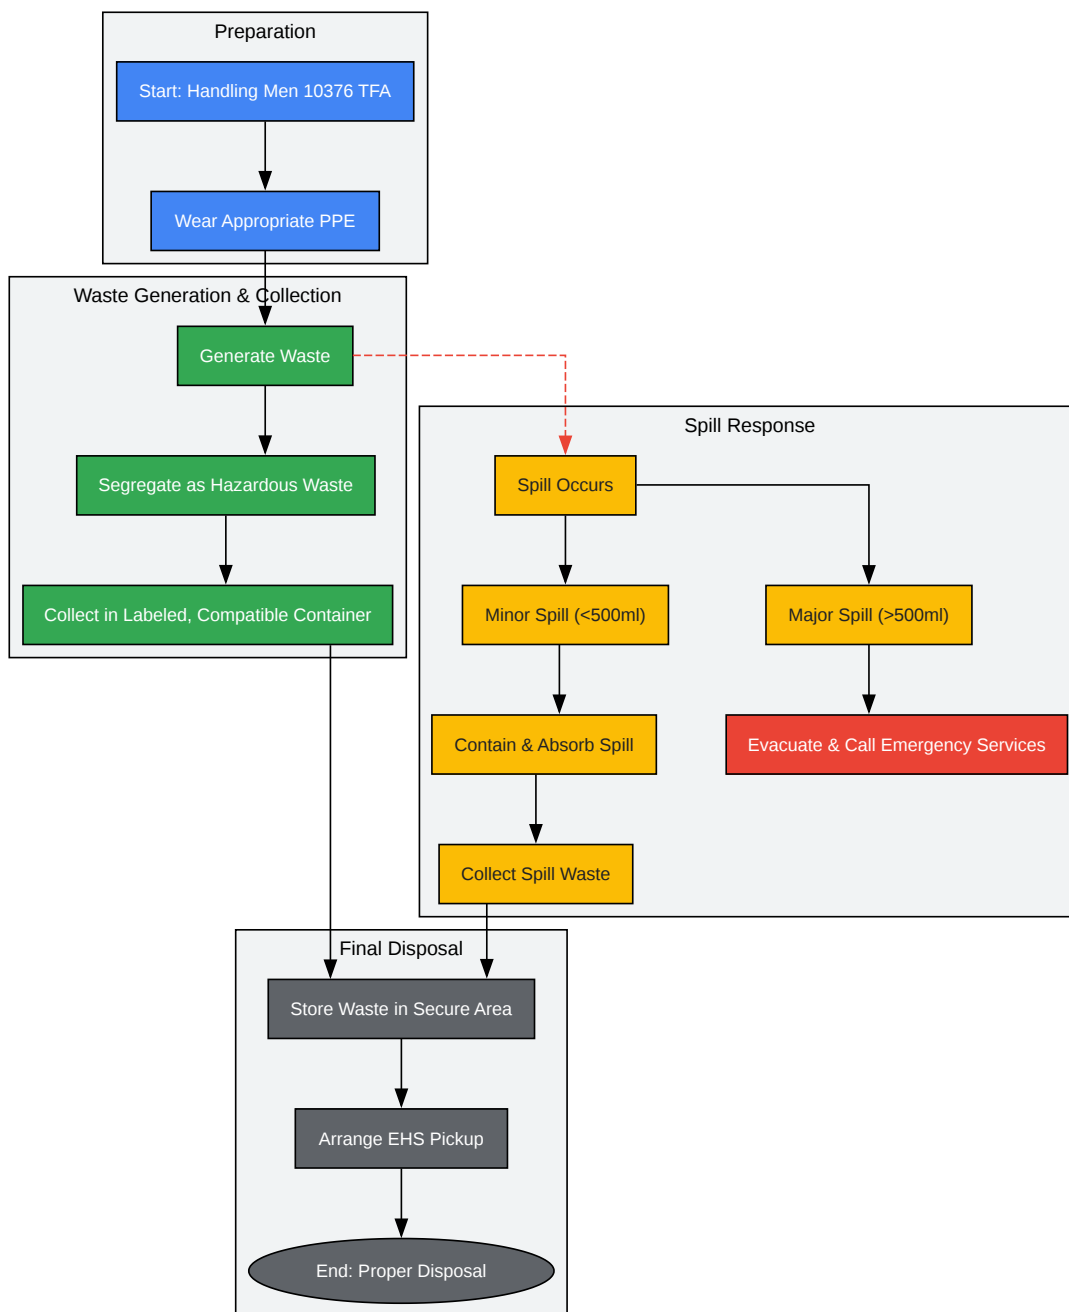 Preparation
Start: Handling Men 10376 TFA
Wear Appropriate PPE
Waste Generation & Collection
Generate Waste
Segregate as Hazardous Waste
Collect in Labeled, Compatible Container
Spill Response
Spill Occurs
Minor Spill (<500ml)
Major Spill (>500ml)
Contain & Absorb Spill
Evacuate & Call Emergency Services
Collect Spill Waste
Final Disposal
Store Waste in Secure Area
Arrange EHS Pickup
End: Proper Disposal